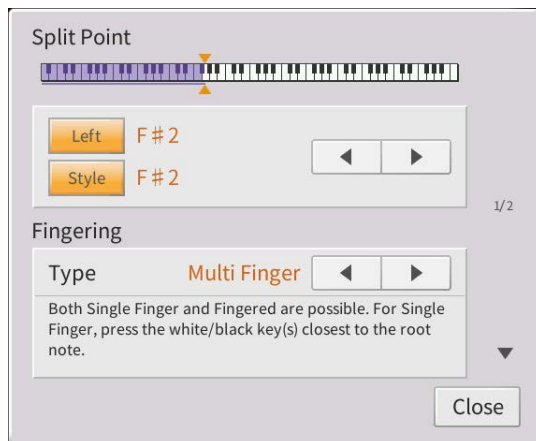 Split Point
Left F♯2
Style F♯2
1/2
Fingering
Type Multi Finger
Both Single Finger and Fingered are possible. For Single
Finger, press the white/black key(s) closest to the root
note.
Close